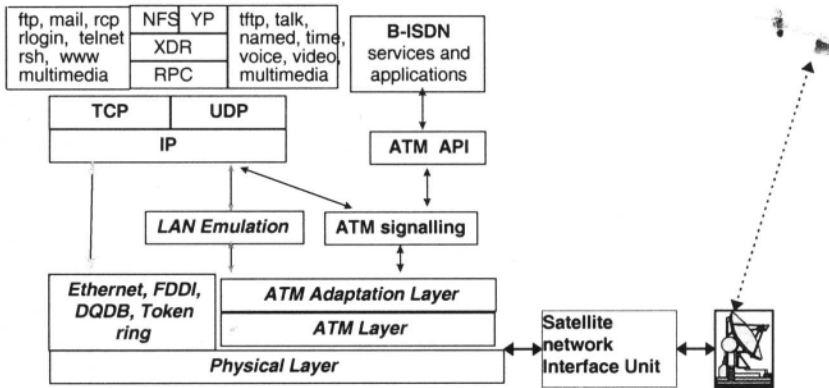 ftp, mail, rcp
rlogin, telnet
rsh, www
multimedia
NFS
YP
XDR
RPC
tftp, talk,
named, time,
voice, video,
multimedia
B-ISDN
services and
applications
TCP
UDP
IP
ATM API
LAN Emulation
ATM signalling
Ethernet, FDDI,
DQDB, Token
ring
ATM Adaptation Layer
ATM Layer
Physical Layer
Satellite
network
Interface Unit